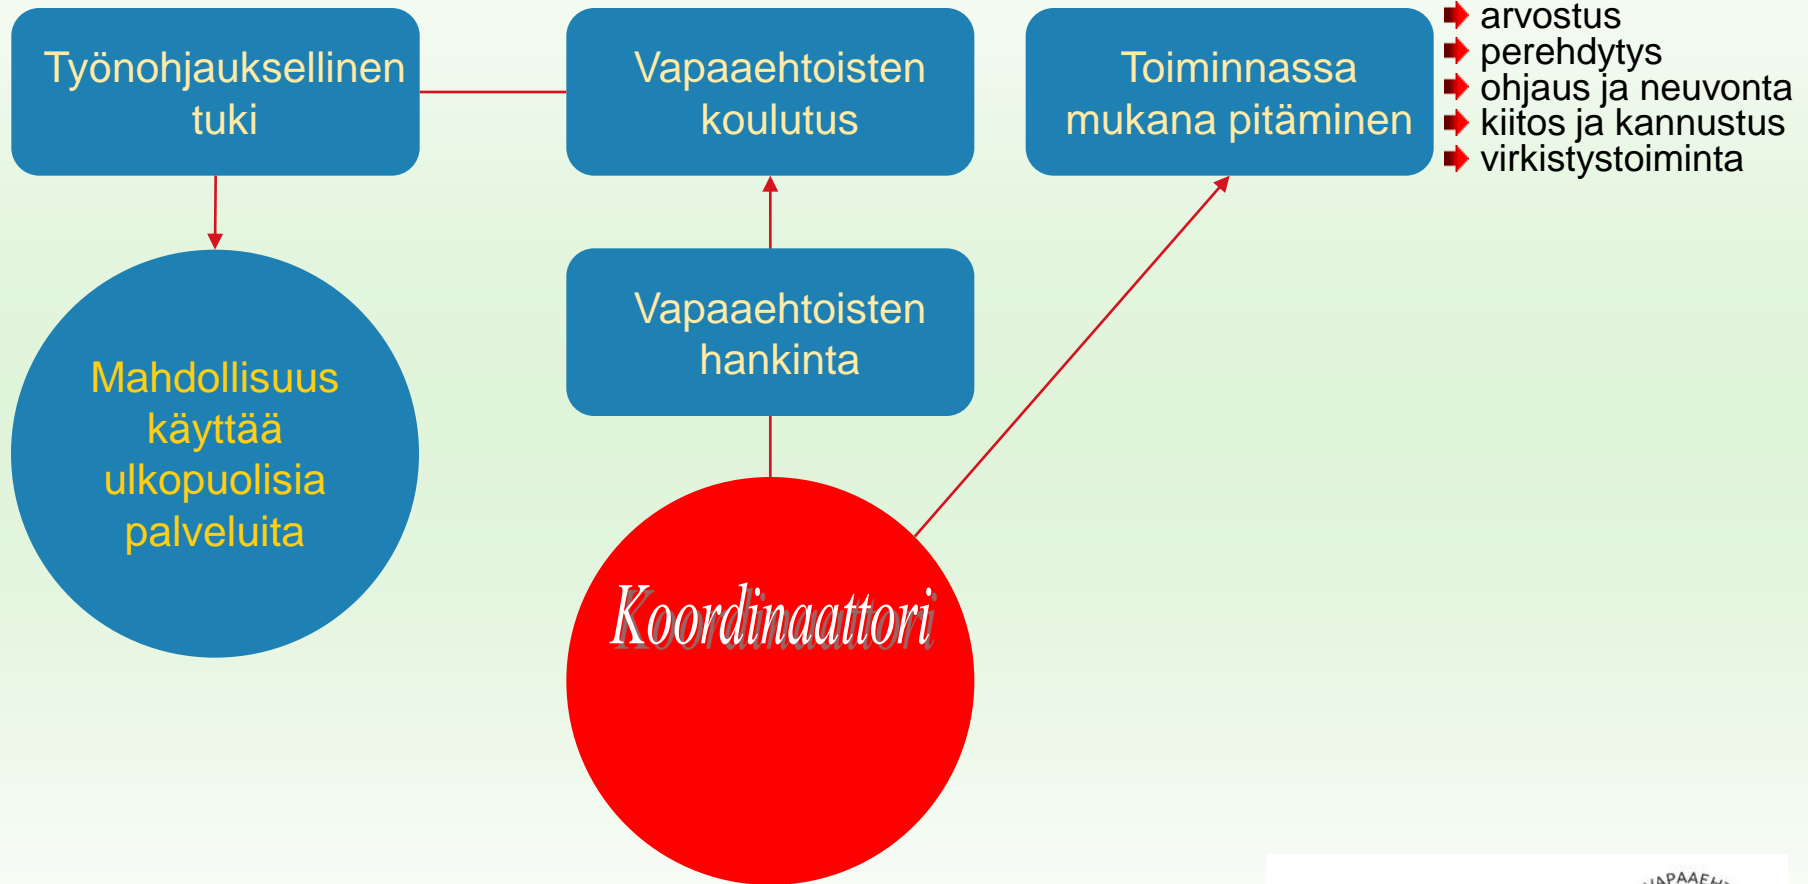 Työnohjauksellinen
tuki
Vapaaehtoisten
koulutus
Toiminnassa
mukana pitäminen
arvostus
perehdytys
ohjaus ja neuvonta
kiitos ja kannustus
virkistystoiminta
Vapaaehtoisten
hankinta
Mahdollisuus
käyttää
ulkopuolisia
palveluita
Koordinaattori